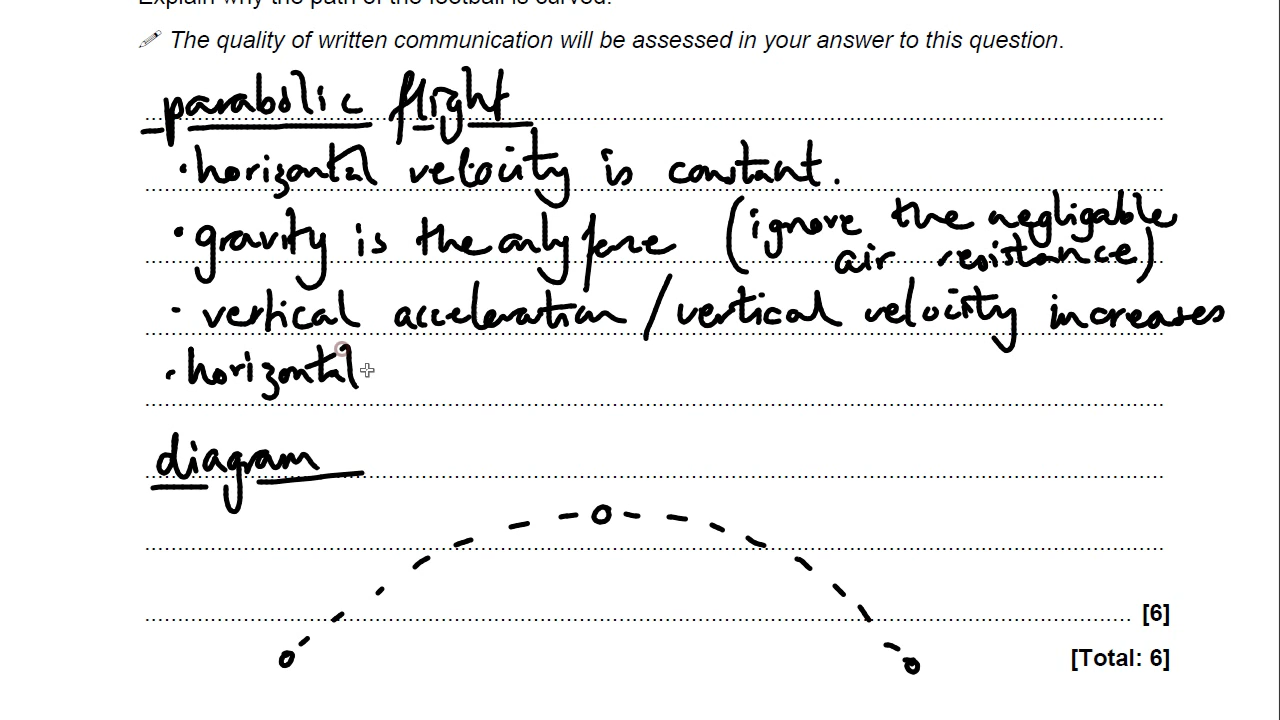 Explain why the path of the football is curved.
The quality of written communication will be assessed in your answer to this question.
parabolic flight
• horizontal velocity is constant.
• gravity is the only force (ignore the negligable
air resistance)
• vertical acceleration / vertical velocity increases
• horizontal
diagram
[6]
[Total: 6]